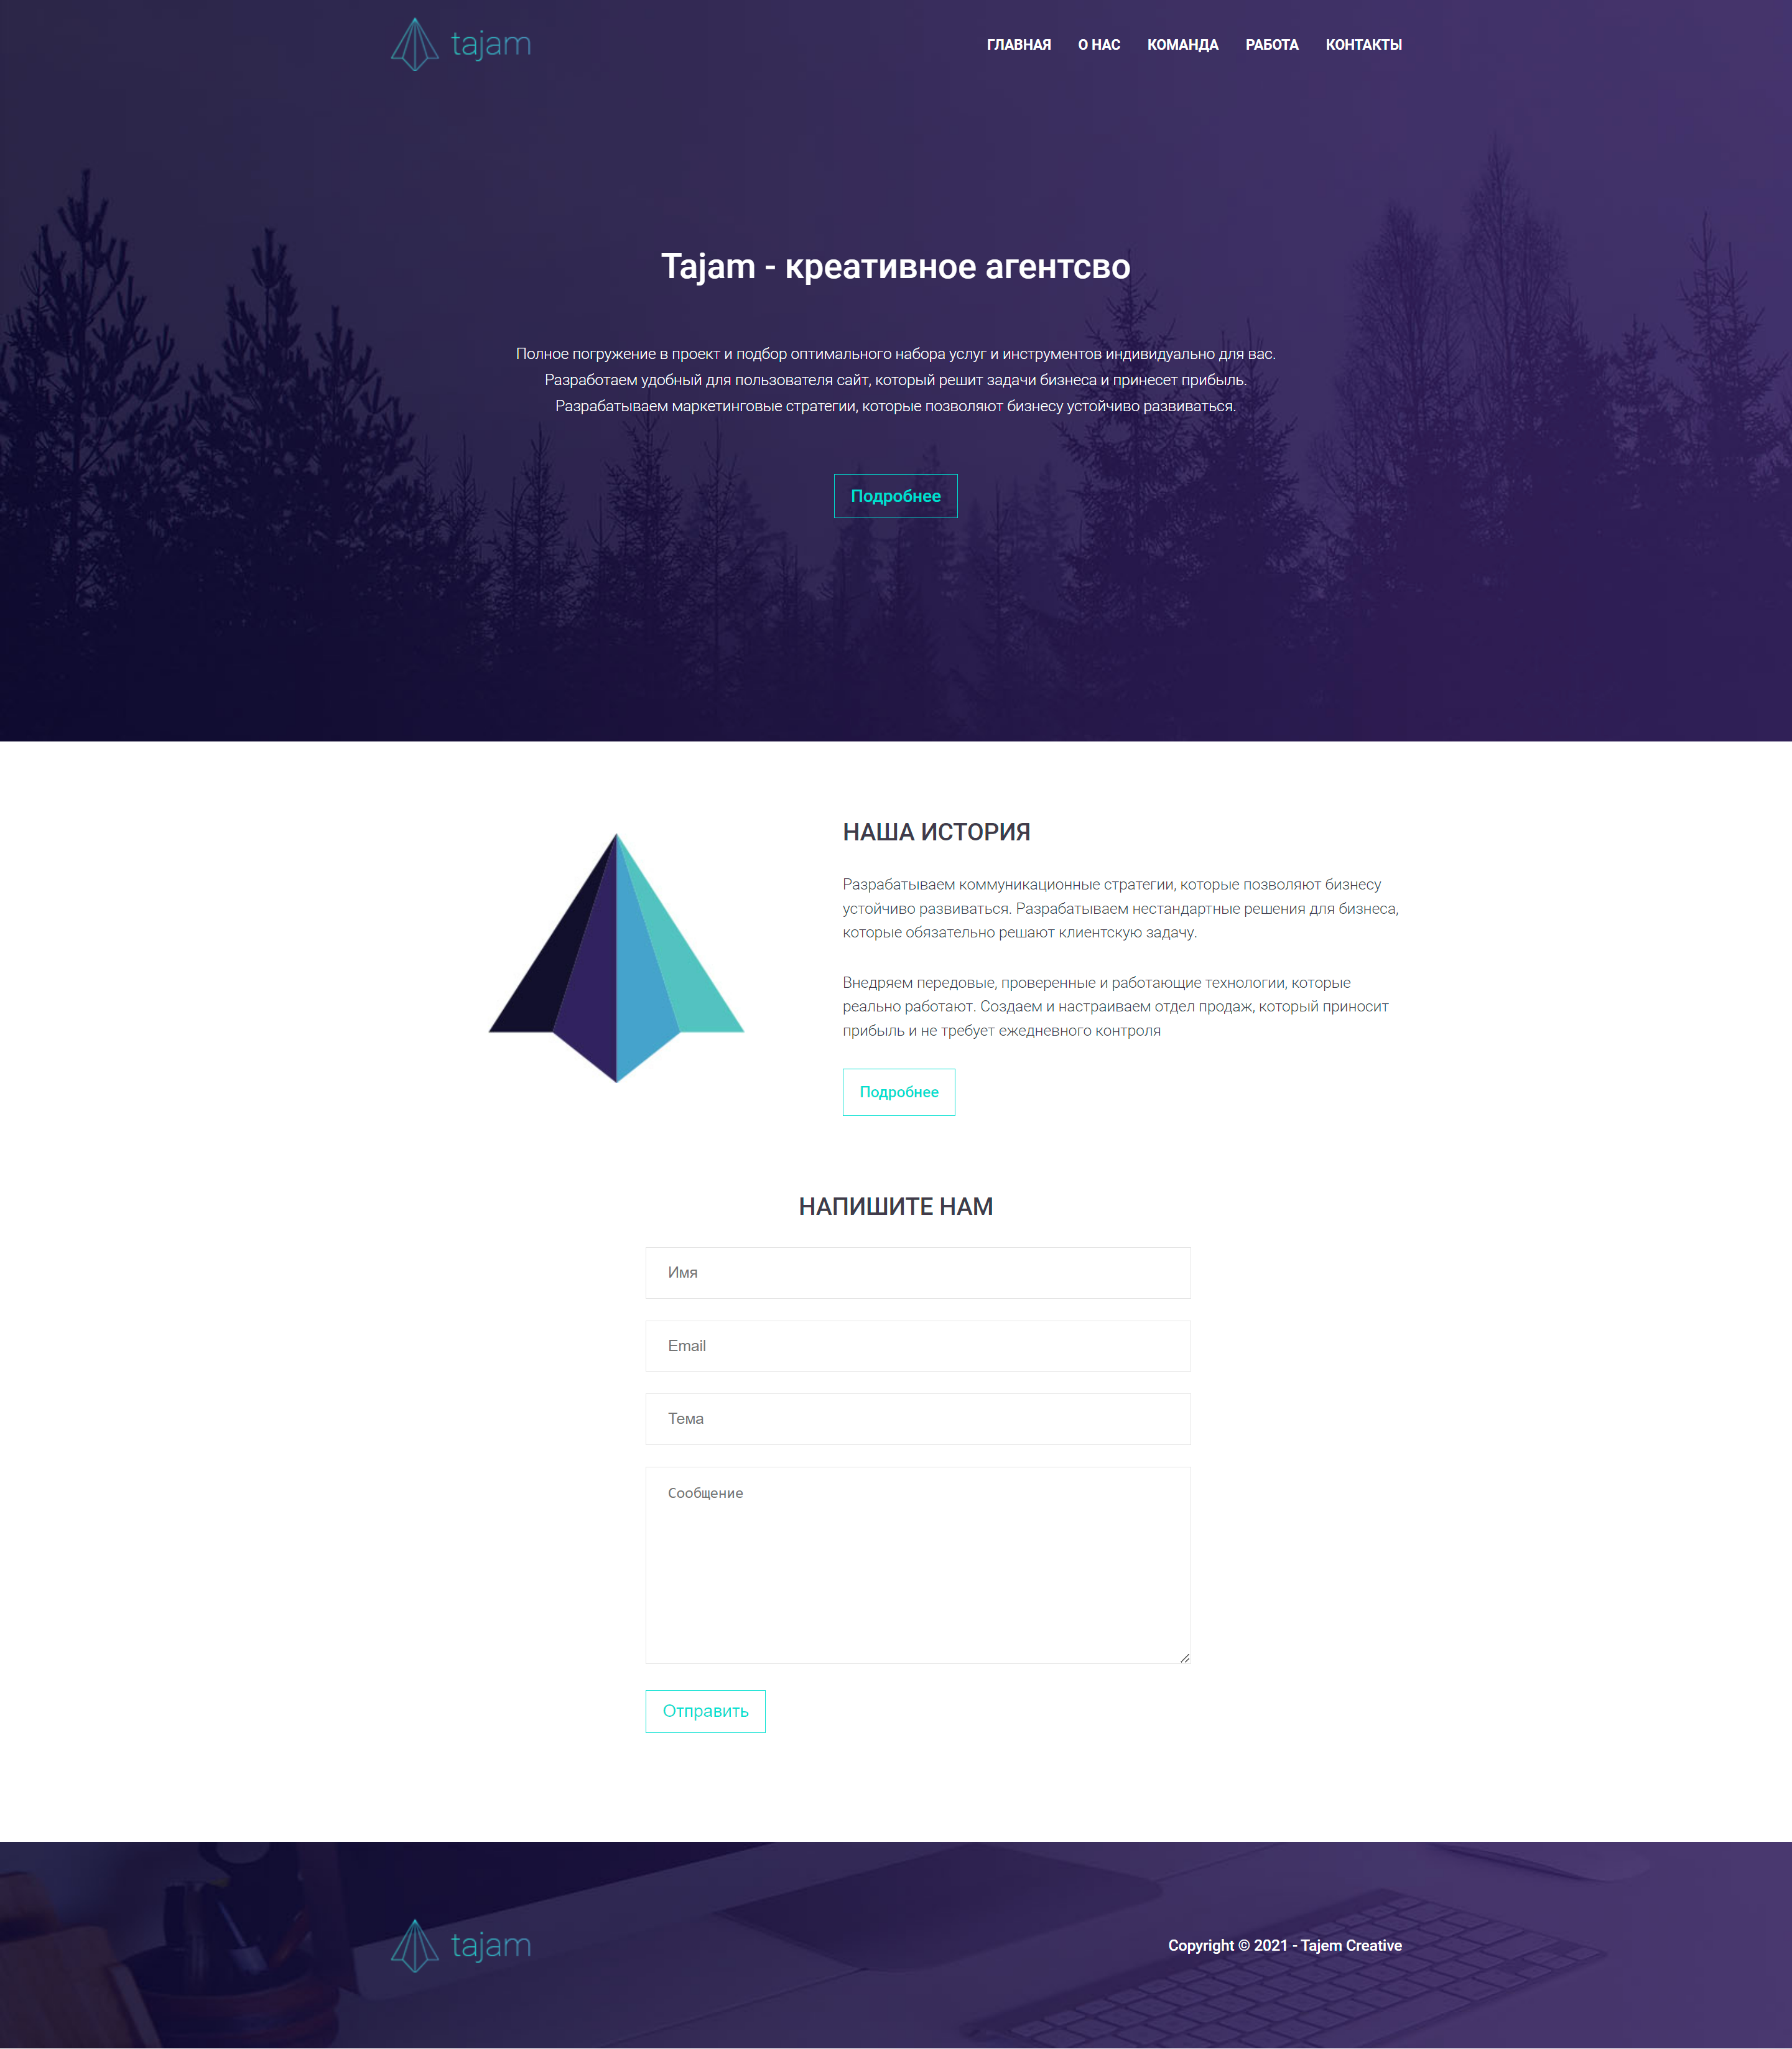 tajam
ГЛАВНАЯ О НАС КОМАНДА РАБОТА КОНТАКТЫ
Tajam - креативное агентсво
Полное погружение в проект и подбор оптимального набора услуг и инструментов индивидуально для вас.
Разработаем удобный для пользователя сайт, который решит задачи бизнеса и принесет прибыль.
Разрабатываем маркетинговые стратегии, которые позволяют бизнесу устойчиво развиваться.
Подробнее
НАША ИСТОРИЯ
Разрабатываем коммуникационные стратегии, которые позволяют бизнесу
устойчиво развиваться. Разрабатываем нестандартные решения для бизнеса,
которые обязательно решают клиентскую задачу.
Внедряем передовые, проверенные и работающие технологии, которые
реально работают. Создаем и настраиваем отдел продаж, который приносит
прибыль и не требует ежедневного контроля
Подробнее
НАПИШИТЕ НАМ
Имя
Email
Тема
Сообщение
Отправить
tajam
Copyright © 2021 - Tajem Creative